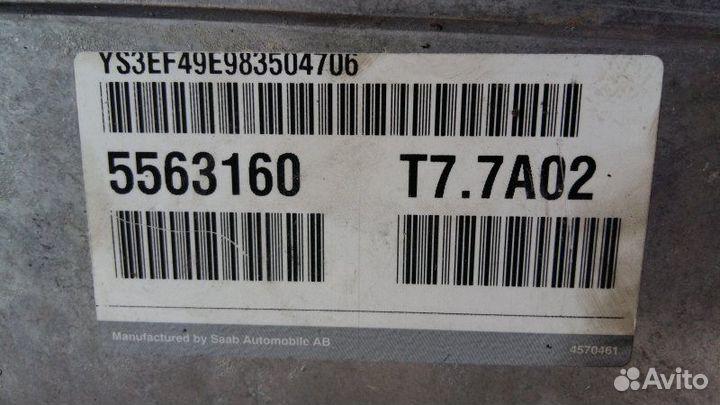 YS3EF49E983504706
5563160 T7.7A02
Manufactured by Saab Automobile AB 4570461
Avito